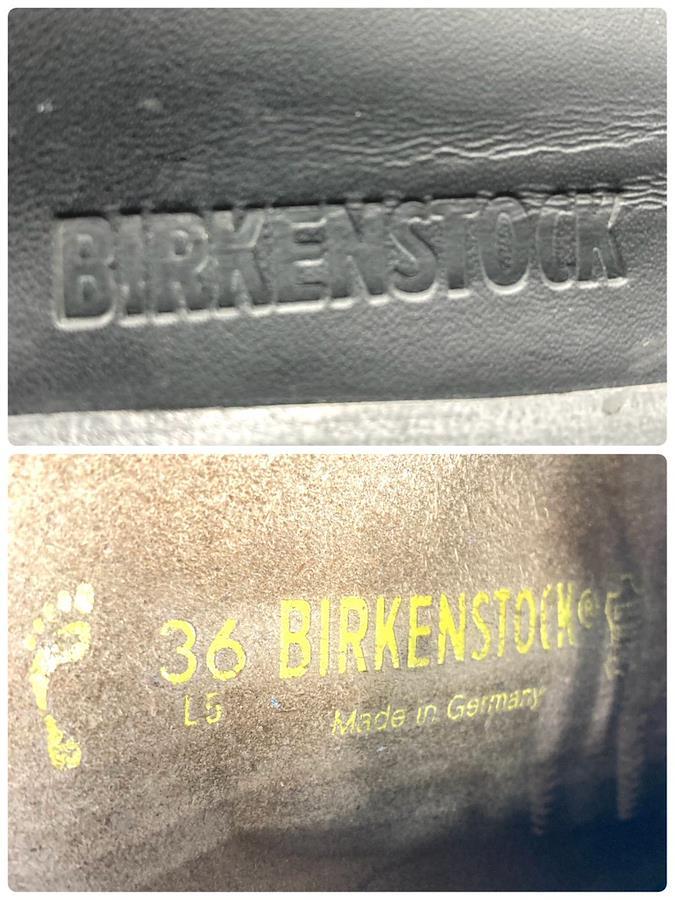 BIRKENSTOCK
36 BIRKENSTOCK®
L5 Made in Germany